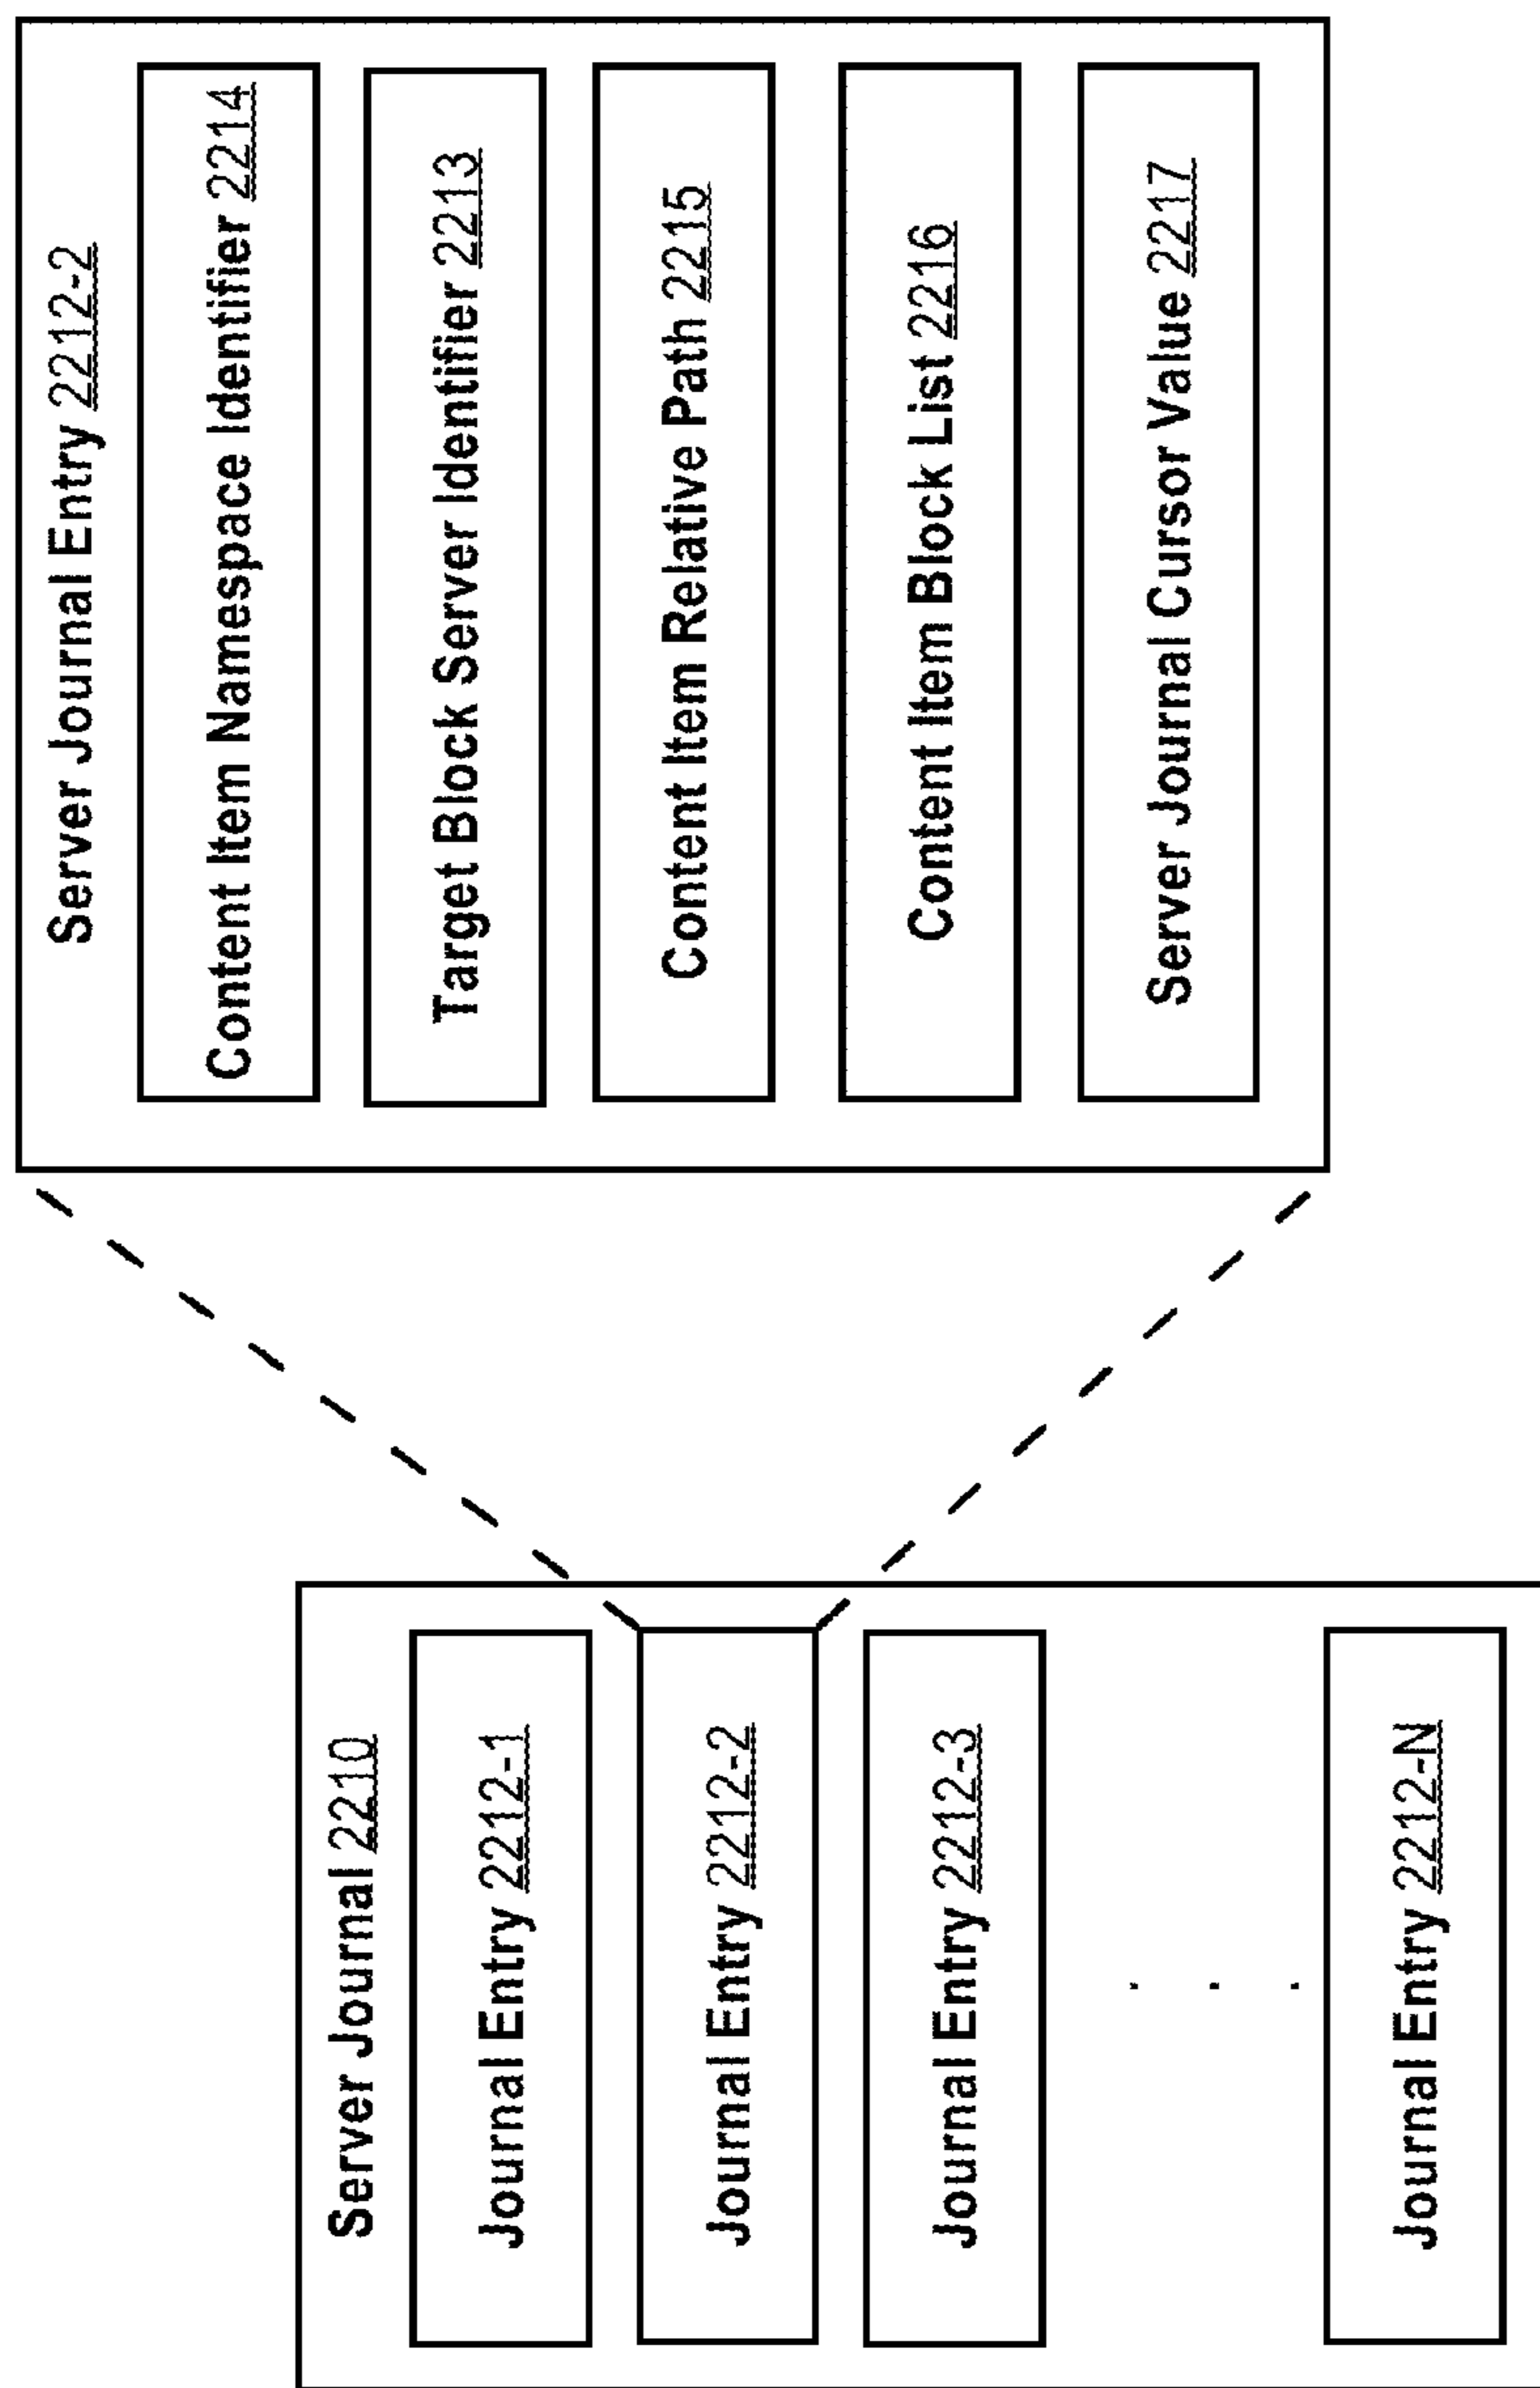 Server Journal 2210
Journal Entry 2212-1
Journal Entry 2212-2
Journal Entry 2212-3
.
.
.
Journal Entry 2212-N
Server Journal Entry 2212-2
Content Item Namespace Identifier 2214
Target Block Server Identifier 2213
Content Item Relative Path 2215
Content Item Block List 2216
Server Journal Cursor Value 2217